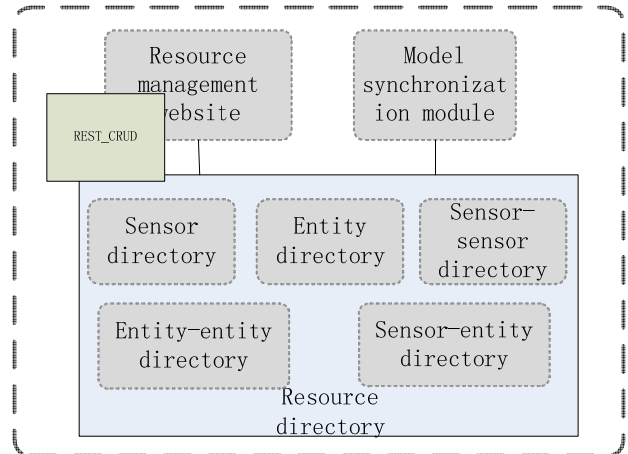 Resource
management
website
Model
synchronizat
ion module
REST_CRUD
Sensor
directory
Entity
directory
Sensor-
sensor
directory
Entity-entity
directory
Sensor-entity
directory
Resource
directory